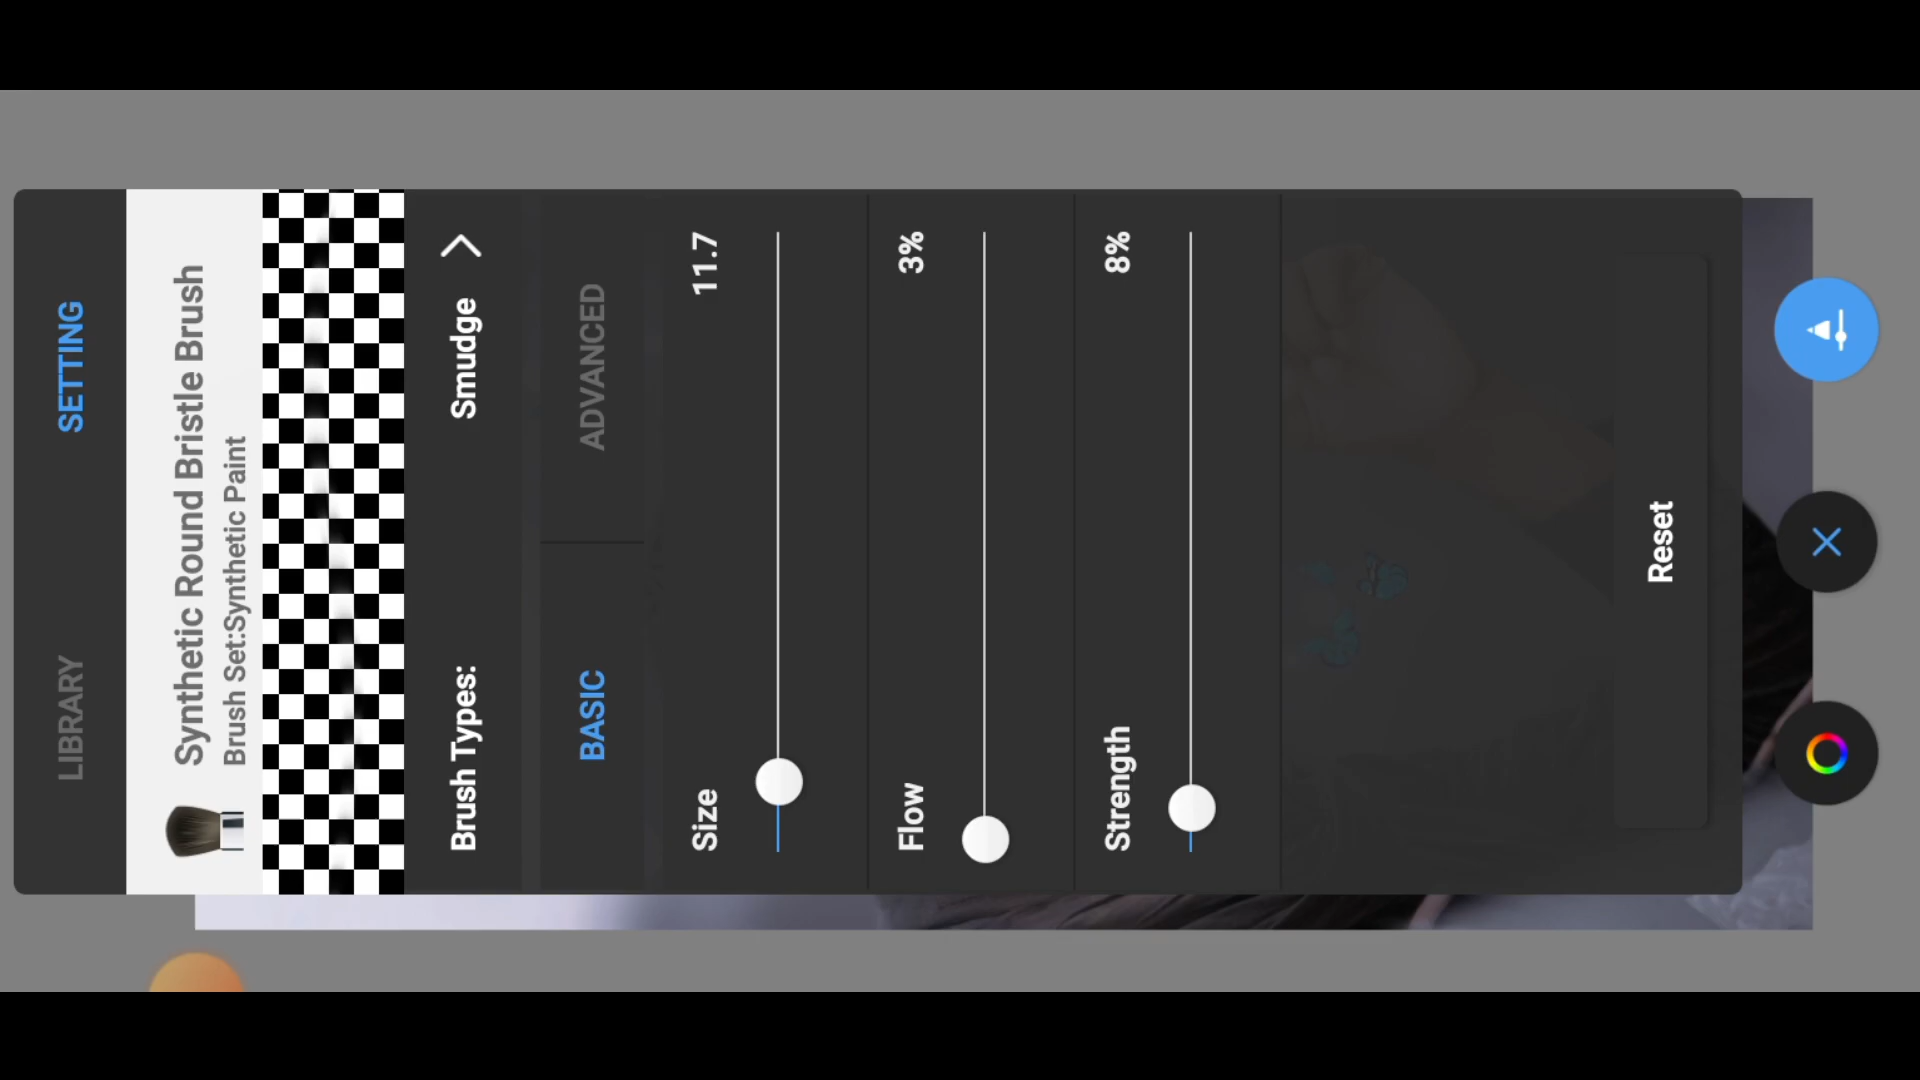 LIBRARY SETTING
Synthetic Round Bristle Brush
Brush Set:Synthetic Paint
Brush Types: Smudge
BASIC ADVANCED
Size 11.7
Flow 3%
Strength 8%
Reset